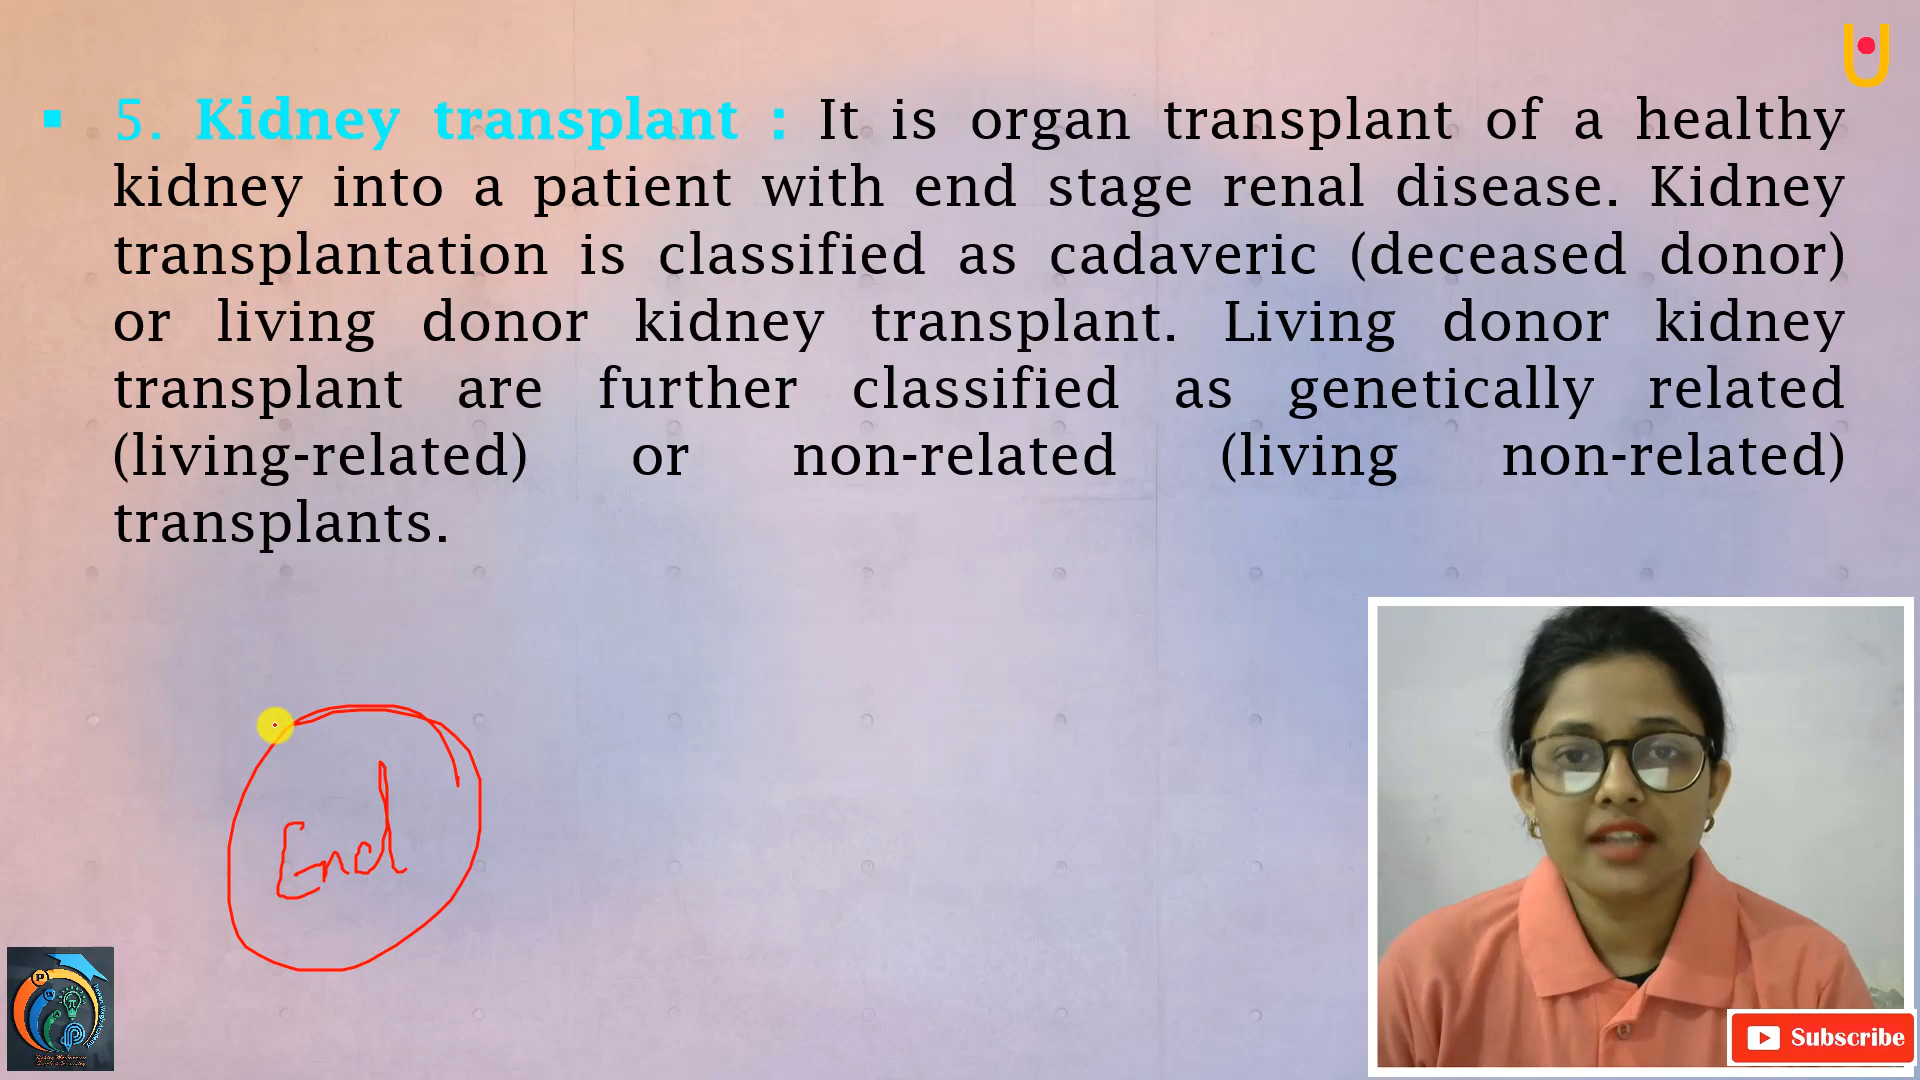 5. Kidney transplant : It is organ transplant of a healthy
kidney into a patient with end stage renal disease. Kidney
transplantation is classified as cadaveric (deceased donor)
or living donor kidney transplant. Living donor kidney
transplant are further classified as genetically related
(living-related) or non-related (living non-related)
transplants.
End
Subscribe